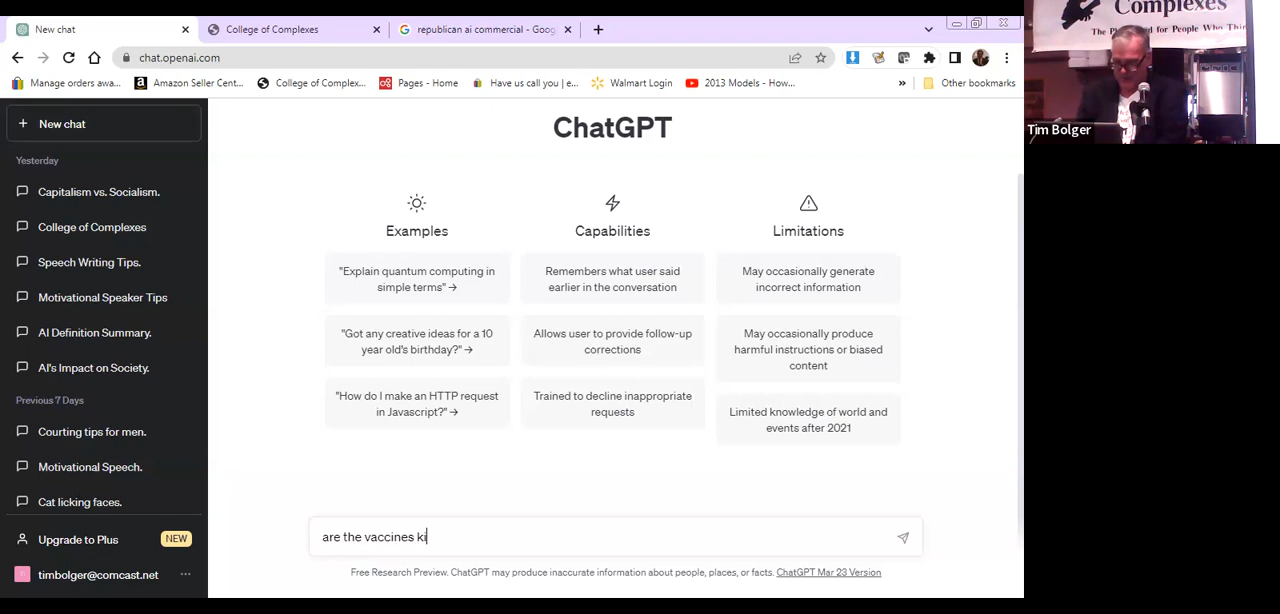 New chat
College of Complexes
republican ai commercial - Goog
chat.openai.com
Manage orders awa...
Amazon Seller Cent...
College of Complex...
Pages - Home
Have us call you | e...
Walmart Login
2013 Models - How...
»
Other bookmarks
+ New chat
Yesterday
Capitalism vs. Socialism.
College of Complexes
Speech Writing Tips.
Motivational Speaker Tips
AI Definition Summary.
AI's Impact on Society.
Previous 7 Days
Courting tips for men.
Motivational Speech.
Cat licking faces.
Upgrade to Plus
NEW
timbolger@comcast.net
ChatGPT
Examples
"Explain quantum computing in
simple terms" →
"Got any creative ideas for a 10
year old's birthday?" →
"How do I make an HTTP request
in Javascript?" →
Capabilities
Remembers what user said
earlier in the conversation
Allows user to provide follow-up
corrections
Trained to decline inappropriate
requests
Limitations
May occasionally generate
incorrect information
May occasionally produce
harmful instructions or biased
content
Limited knowledge of world and
events after 2021
are the vaccines ki
Free Research Preview. ChatGPT may produce inaccurate information about people, places, or facts. ChatGPT Mar 23 Version
Complexes
for People Who Thin
Tim Bolger